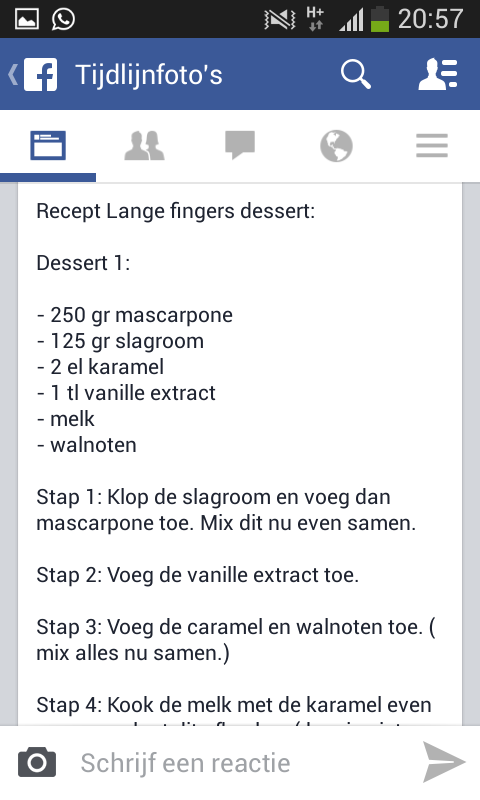 H+
20:57
Tijdlijnfoto's
Recept Lange fingers dessert:
Dessert 1:
- 250 gr mascarpone
- 125 gr slagroom
- 2 el karamel
- 1 tl vanille extract
- melk
- walnoten
Stap 1: Klop de slagroom en voeg dan
mascarpone toe. Mix dit nu even samen.
Stap 2: Voeg de vanille extract toe.
Stap 3: Voeg de caramel en walnoten toe. (
mix alles nu samen.)
Stap 4: Kook de melk met de karamel even
Schrijf een reactie